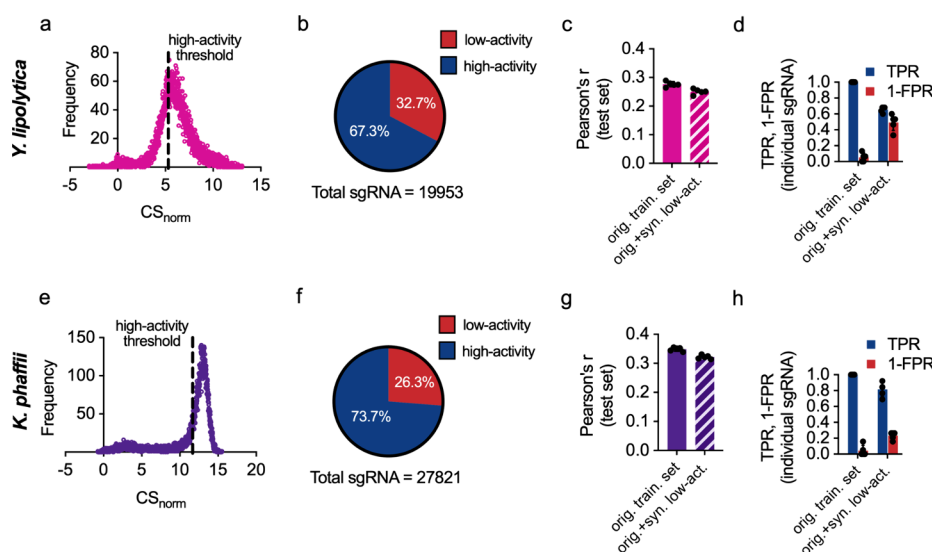 a
b
c
d
Y. lipolytica
Frequency
80
60
40
20
0
-5
0
5
10
15
CSnorm
high-activity
threshold
low-activity
high-activity
32.7%
67.3%
Total sgRNA = 19953
Pearson's r
(test set)
0.4
0.3
0.2
0.1
0.0
orig. train. set
orig.+syn. low-act.
TPR, 1-FPR
(individual sgRNA)
TPR
1-FPR
1.0
0.8
0.6
0.4
0.2
0.0
orig. train. set
orig.+syn. low-act.
e
f
g
h
K. phaffii
Frequency
150
100
50
0
-5
0
5
10
15
20
CSnorm
high-activity
threshold
low-activity
high-activity
26.3%
73.7%
Total sgRNA = 27821
Pearson's r
(test set)
0.4
0.3
0.2
0.1
0.0
orig. train. set
orig.+syn. low-act.
TPR, 1-FPR
(individual sgRNA)
TPR
1-FPR
1.0
0.8
0.6
0.4
0.2
0.0
orig. train. set
orig.+syn. low-act.